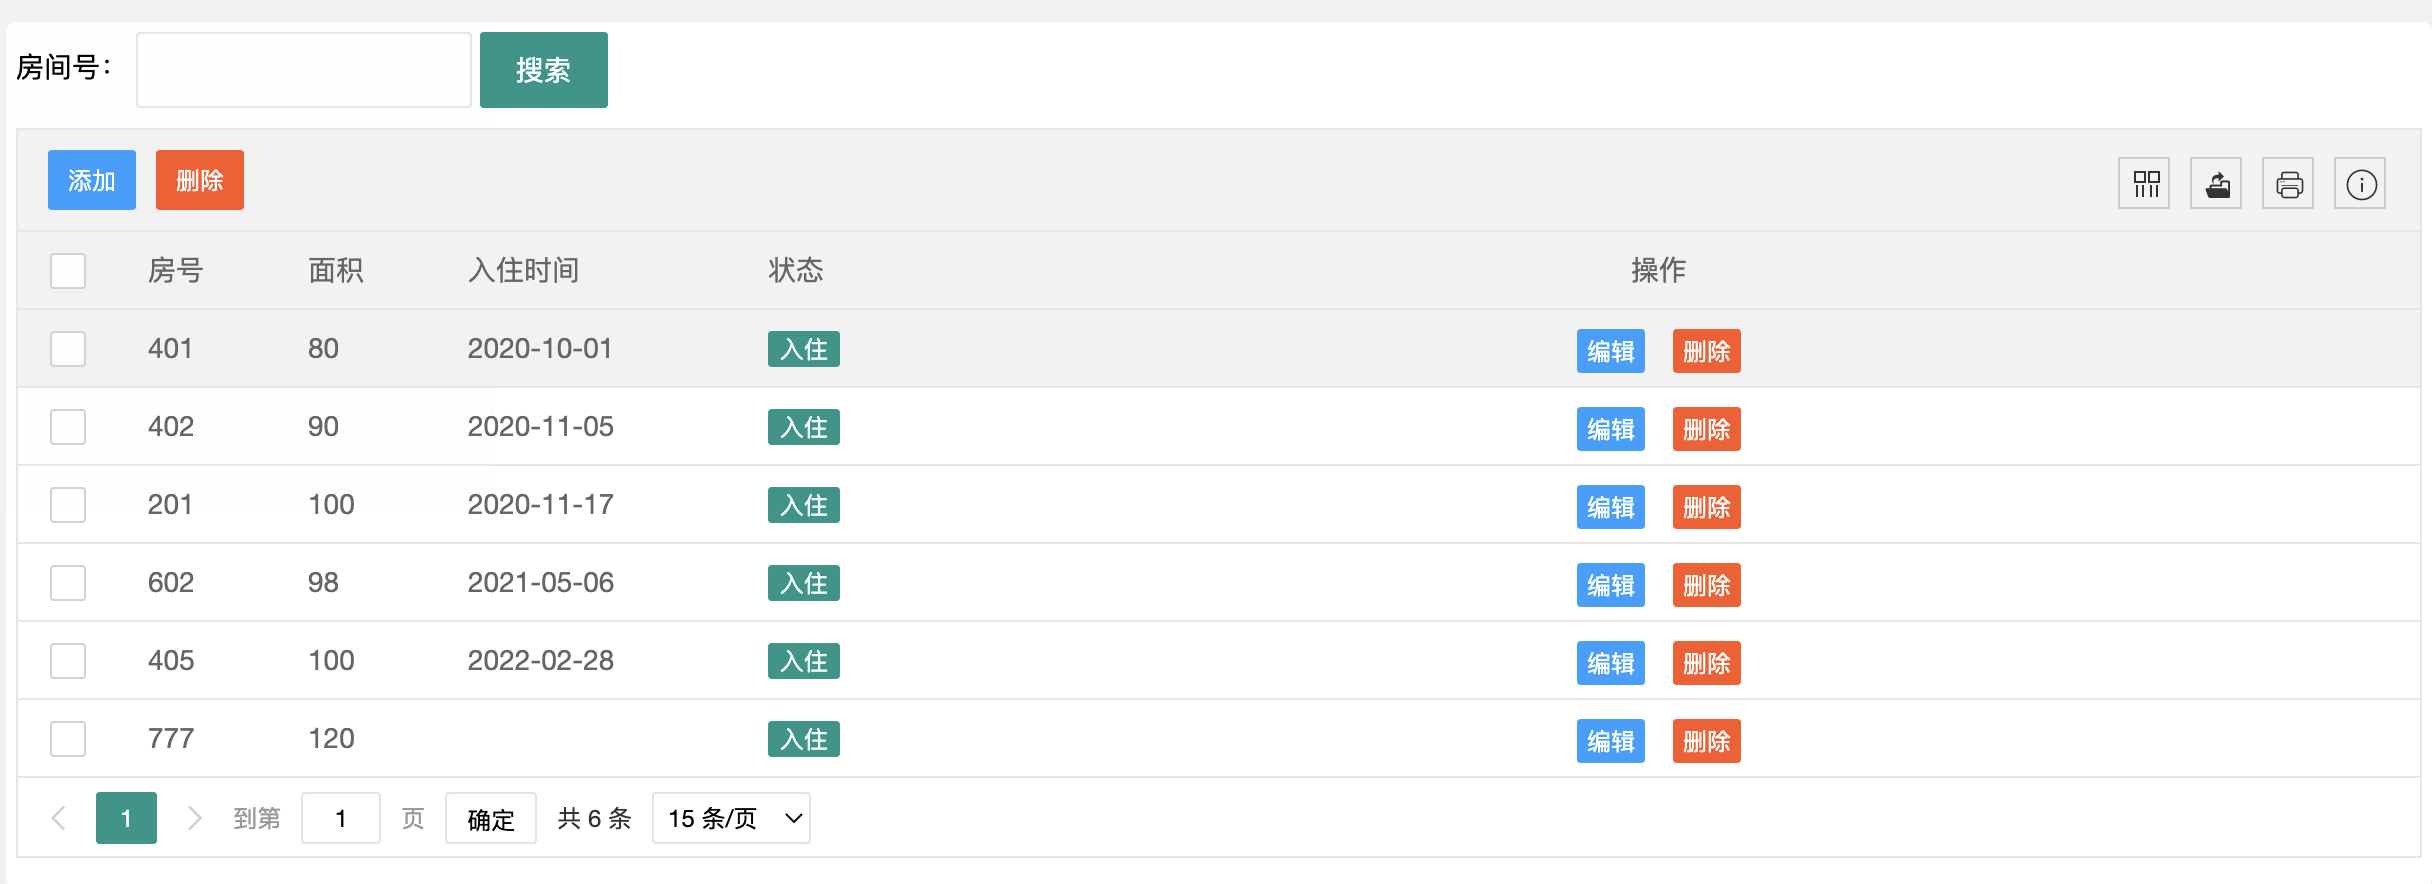 房间号： 搜索
添加 删除
房号 面积 入住时间 状态 操作
401 80 2020-10-01 入住 编辑 删除
402 90 2020-11-05 入住 编辑 删除
201 100 2020-11-17 入住 编辑 删除
602 98 2021-05-06 入住 编辑 删除
405 100 2022-02-28 入住 编辑 删除
777 120 入住 编辑 删除
1 到第 1 页 确定 共 6 条 15 条/页